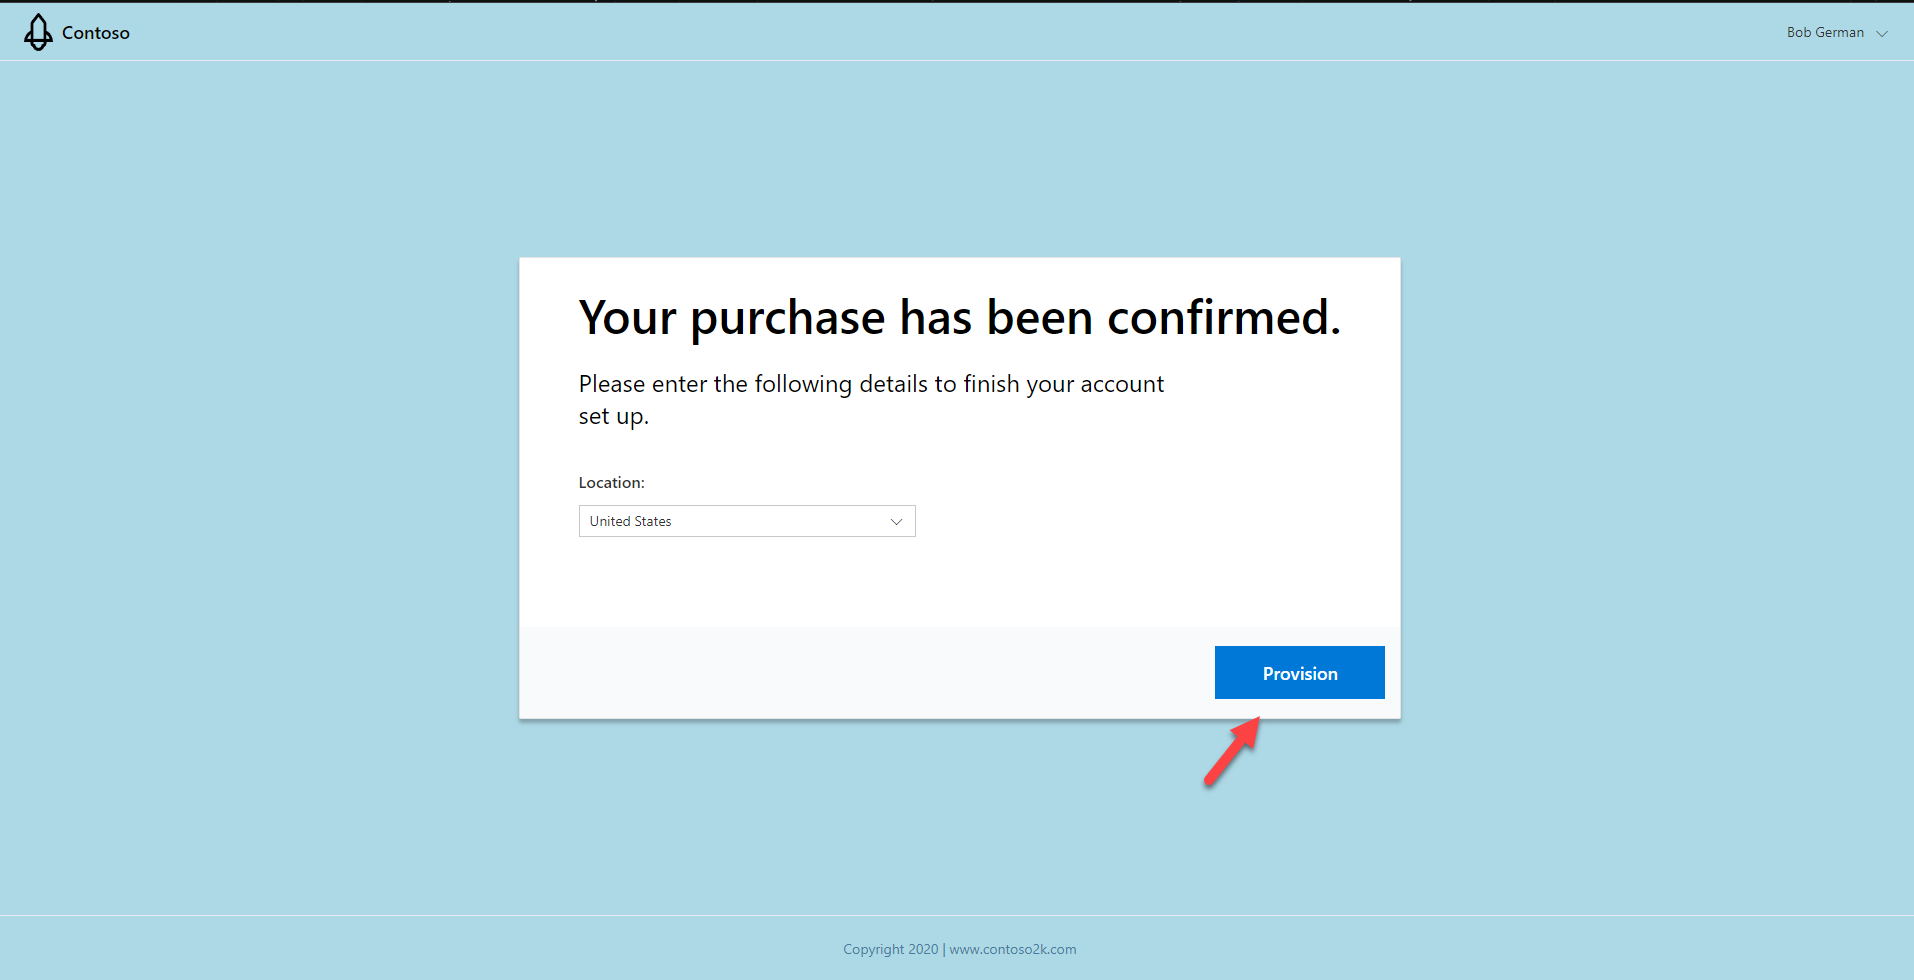 Contoso
Bob German
Your purchase has been confirmed.
Please enter the following details to finish your account
set up.
Location:
United States
Provision
Copyright 2020 | www.contoso2k.com